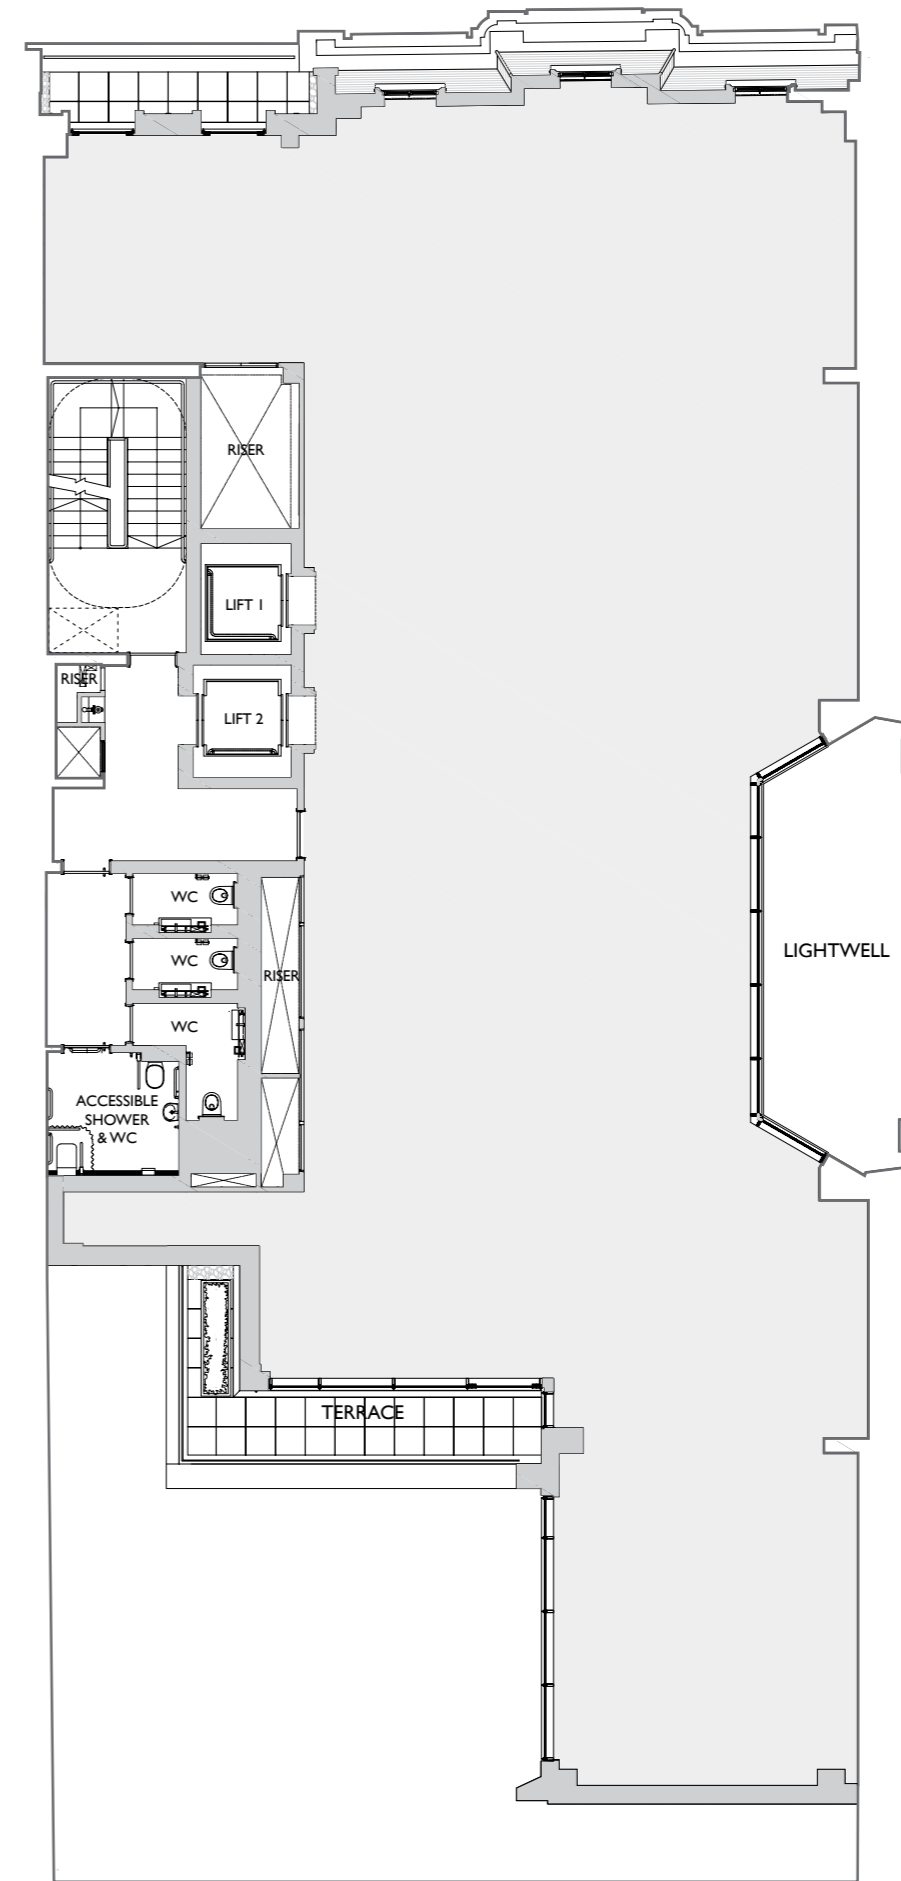 RISER
LIFT 1
RISER
LIFT 2
WC
LIGHTWELL
WC
RISER
WC
ACCESSIBLE
SHOWER
& WC
TERRACE